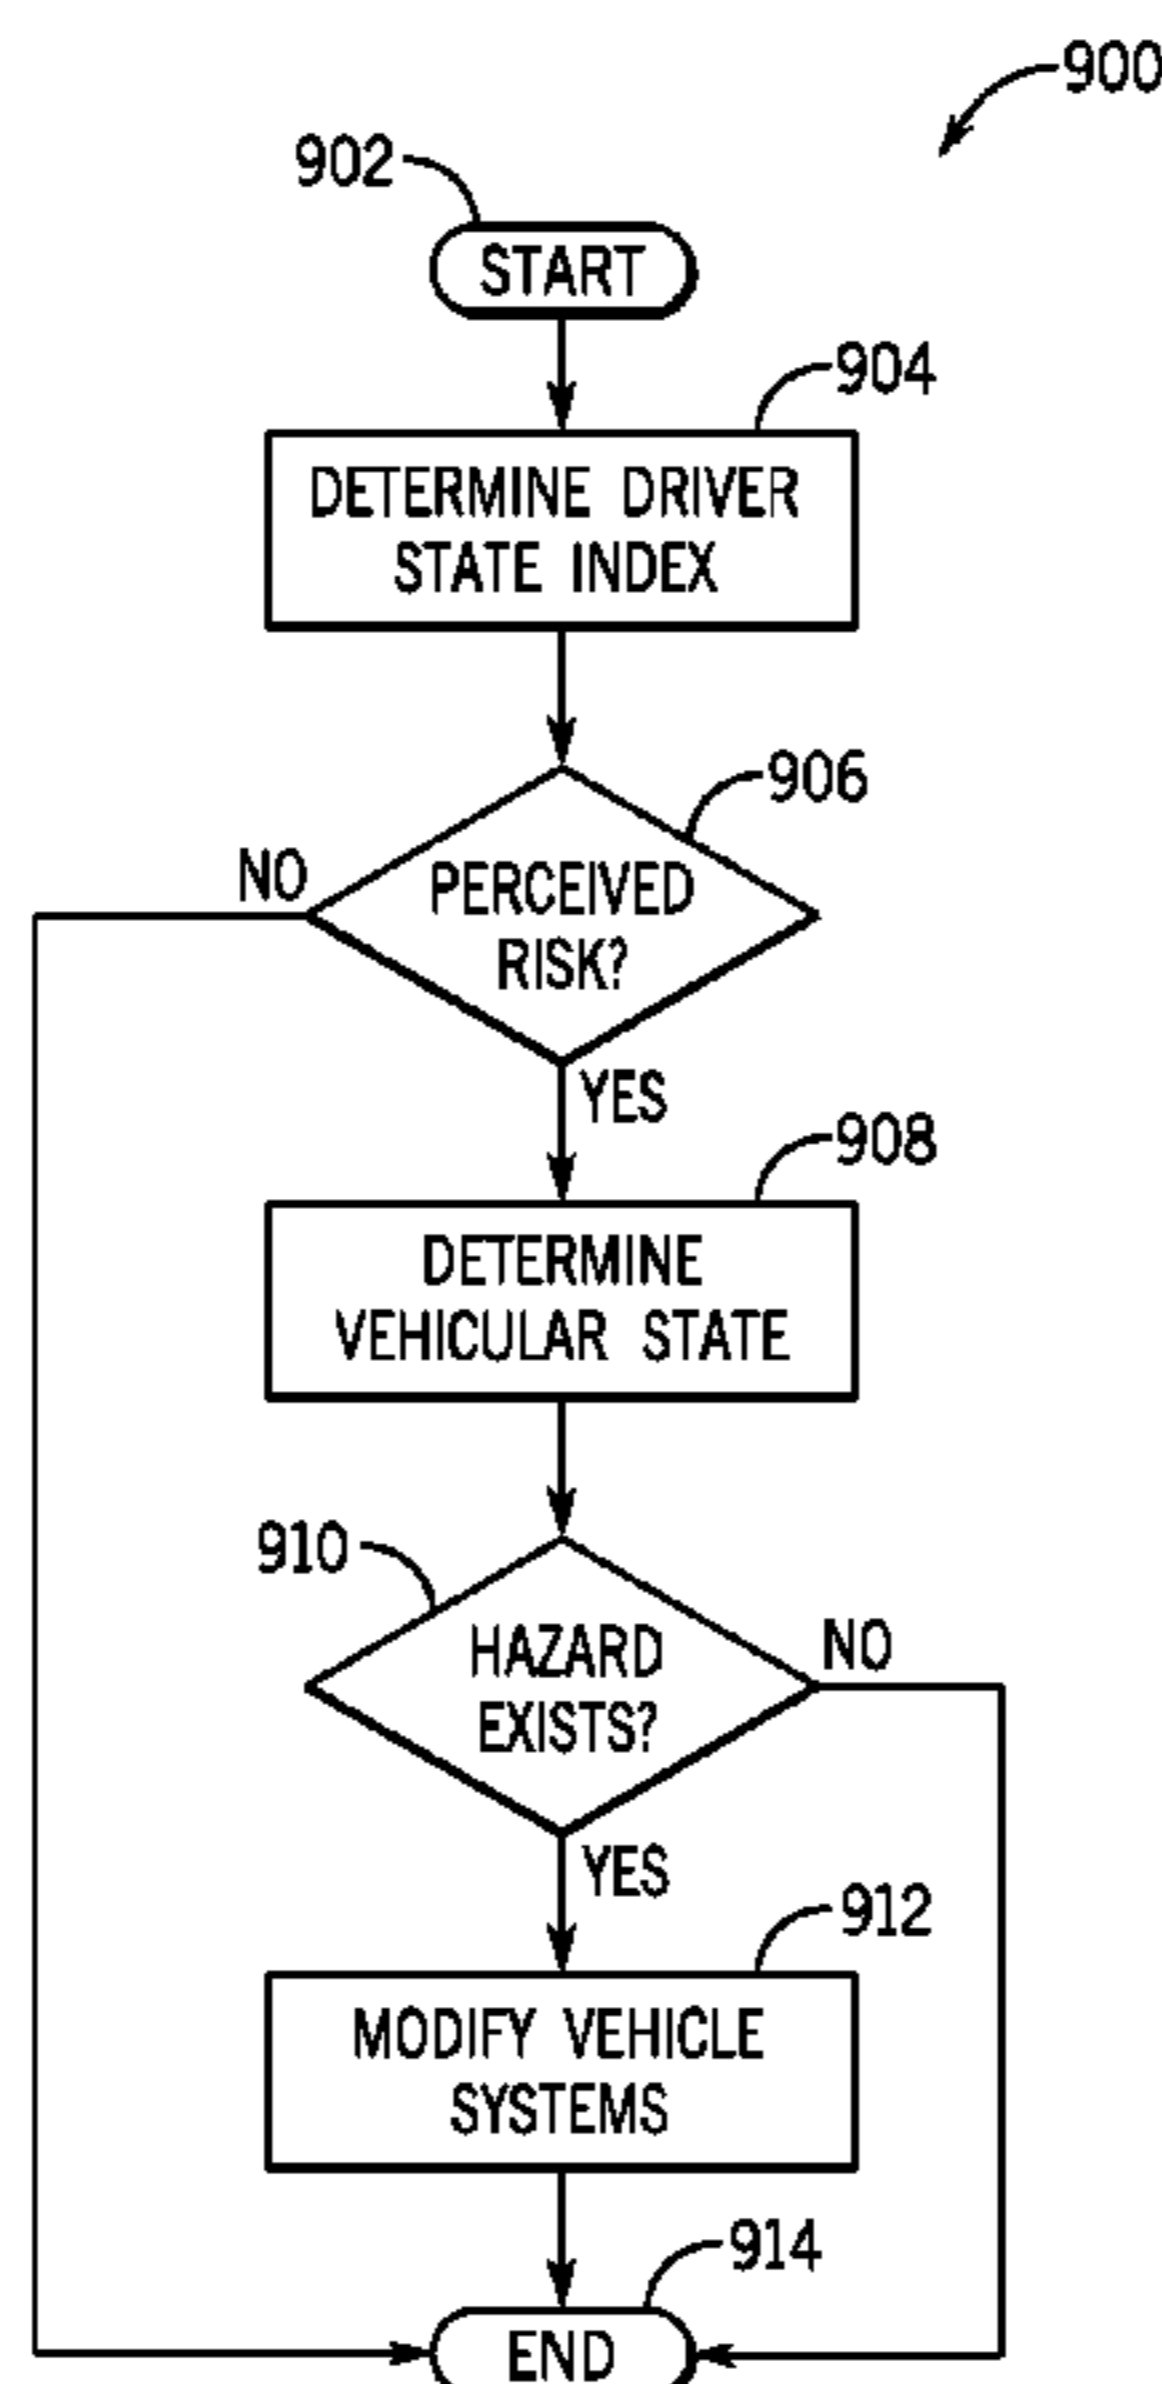 900
902
START
904
DETERMINE DRIVER
STATE INDEX
906
NO
PERCEIVED
RISK?
YES
908
DETERMINE
VEHICULAR STATE
910
HAZARD
EXISTS?
NO
YES
912
MODIFY VEHICLE
SYSTEMS
914
END